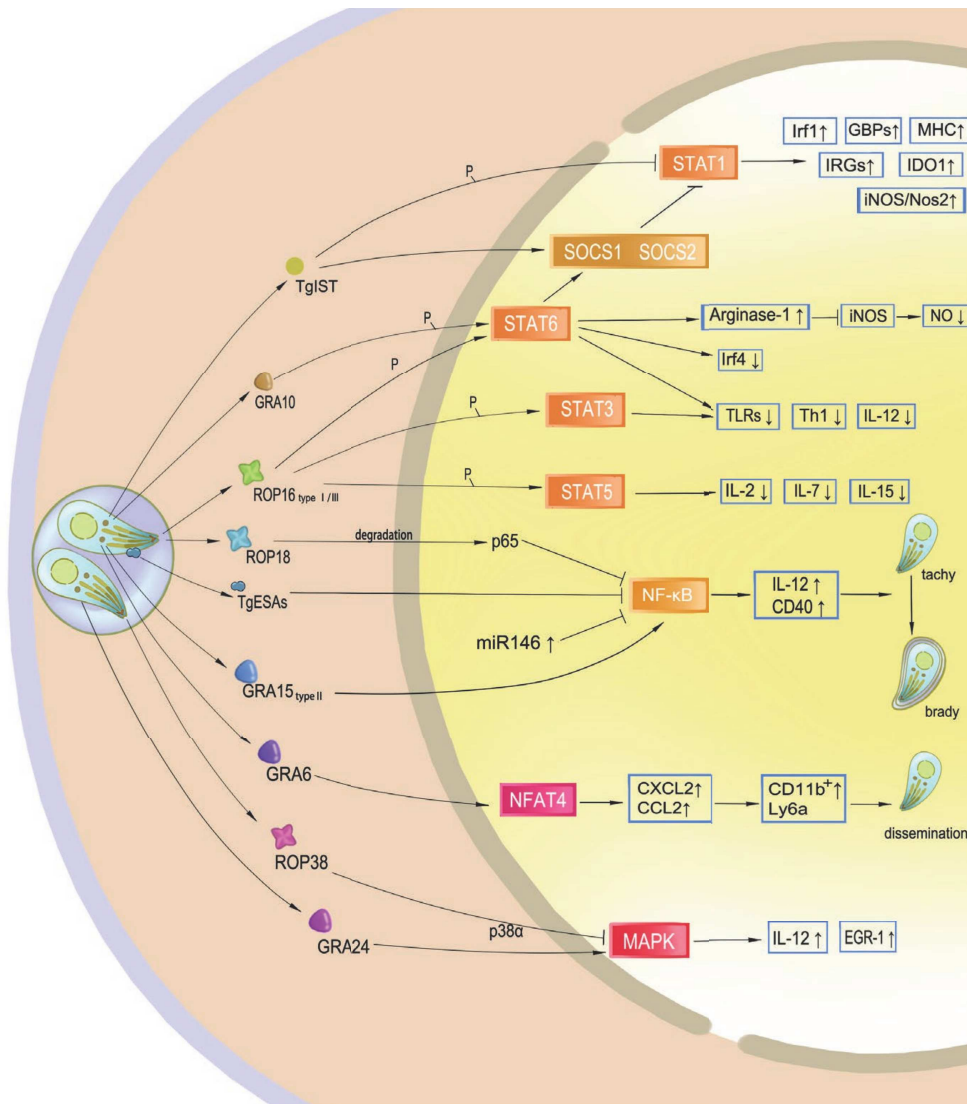 Irf1↑ GBPs↑ MHC↑
P
STAT1
IRGs↑ IDO1↑
iNOS/Nos2↑
SOCS1 SOCS2
TgIST
P
STAT6
Arginase-1 ↑ iNOS NO ↓
P
Irf4 ↓
GRA10
P
STAT3
TLRs ↓ Th1 ↓ IL-12 ↓
ROP16 type I / III
P
STAT5
IL-2 ↓ IL-7 ↓ IL-15 ↓
degradation
p65
ROP18
tachy
TgESAs
NF-κB
IL-12 ↑
CD40 ↑
miR146 ↑
GRA15 type II
brady
GRA6
NFAT4
CXCL2↑
CCL2↑
CD11b⁺↑
Ly6a
dissemination
ROP38
p38α
GRA24
MAPK
IL-12 ↑ EGR-1 ↑